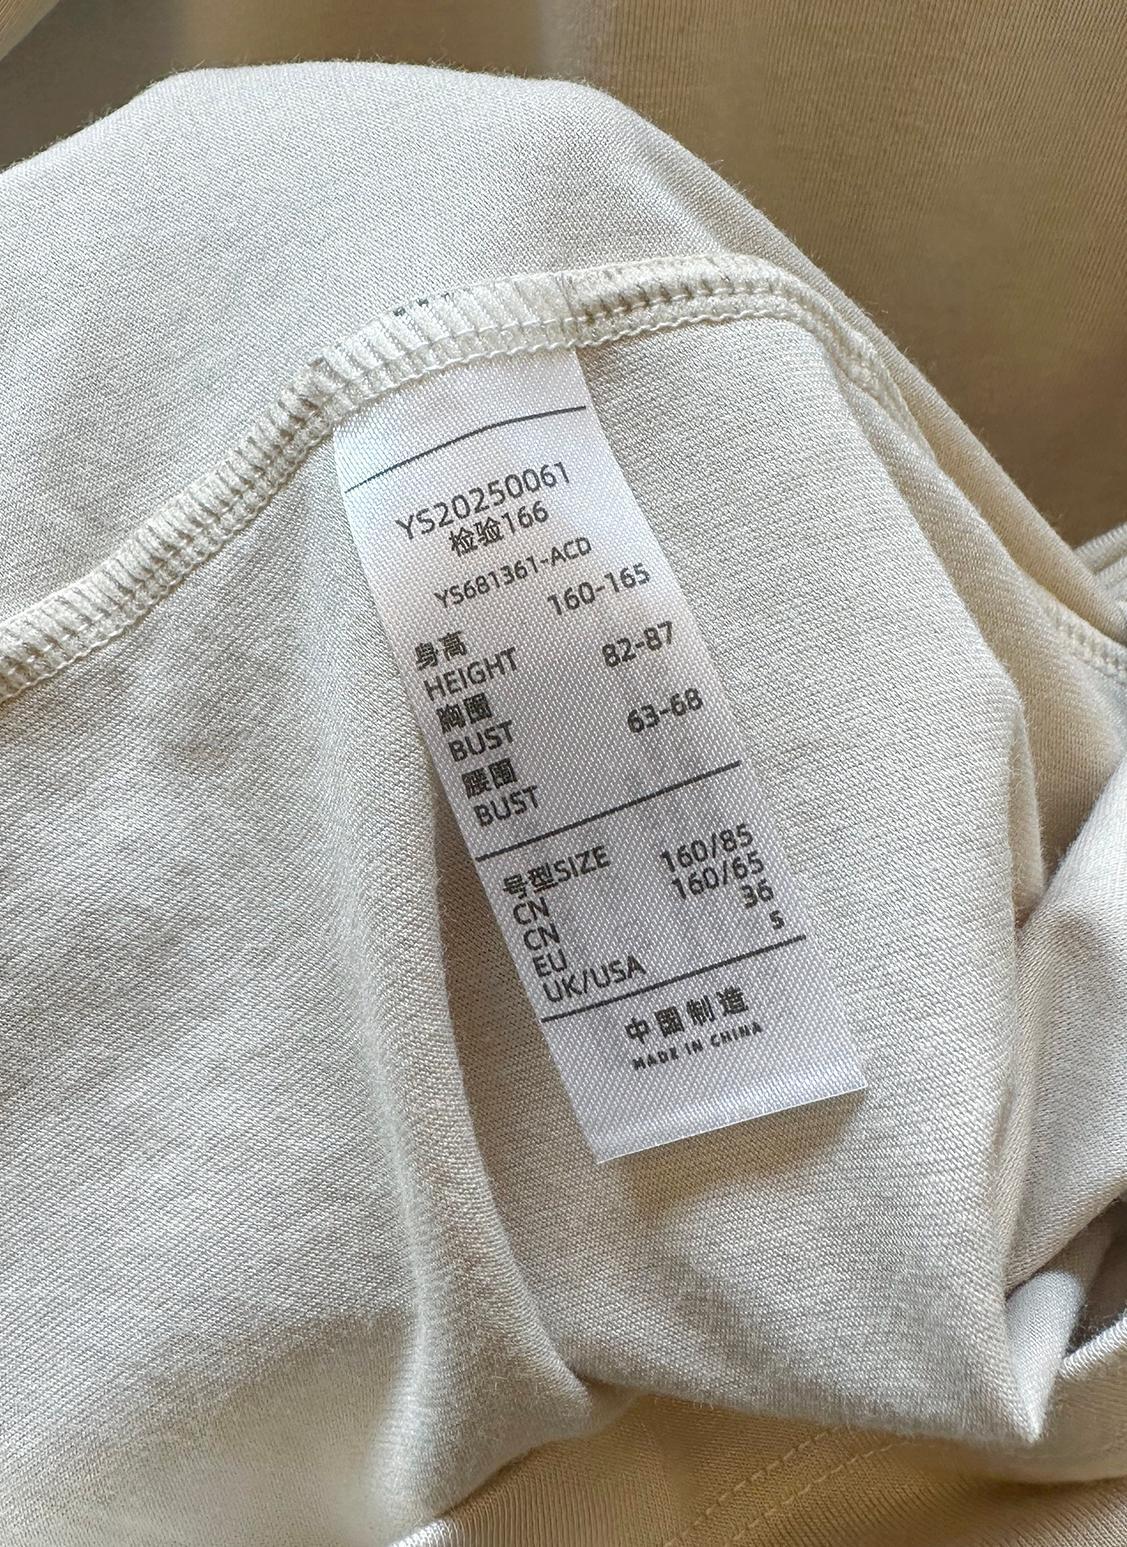 YS20250061
检验166
YS681361-ACD
160-165
身高
HEIGHT
82-87
胸围
BUST
63-68
腰围
BUST
号型SIZE 160/85
CN 160/65
CN 36
EU S
UK/USA
中国制造
MADE IN CHINA